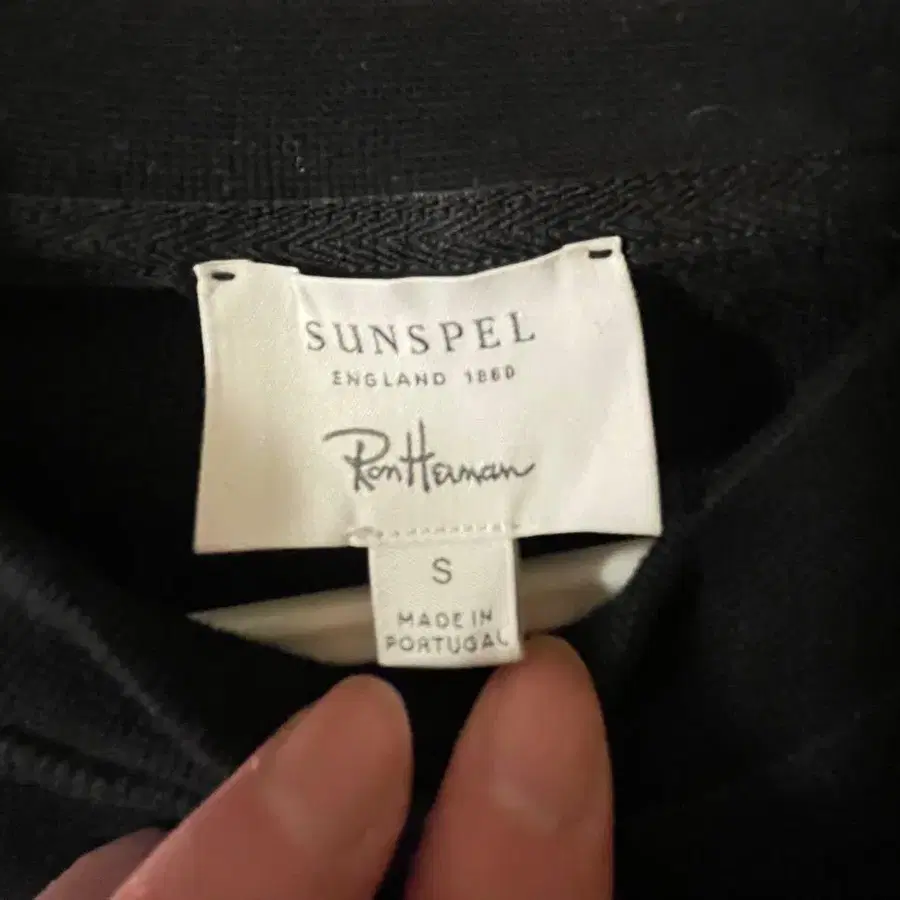 SUNSPEL
ENGLAND 1860
Ron Herman
S
MADE IN
PORTUGAL